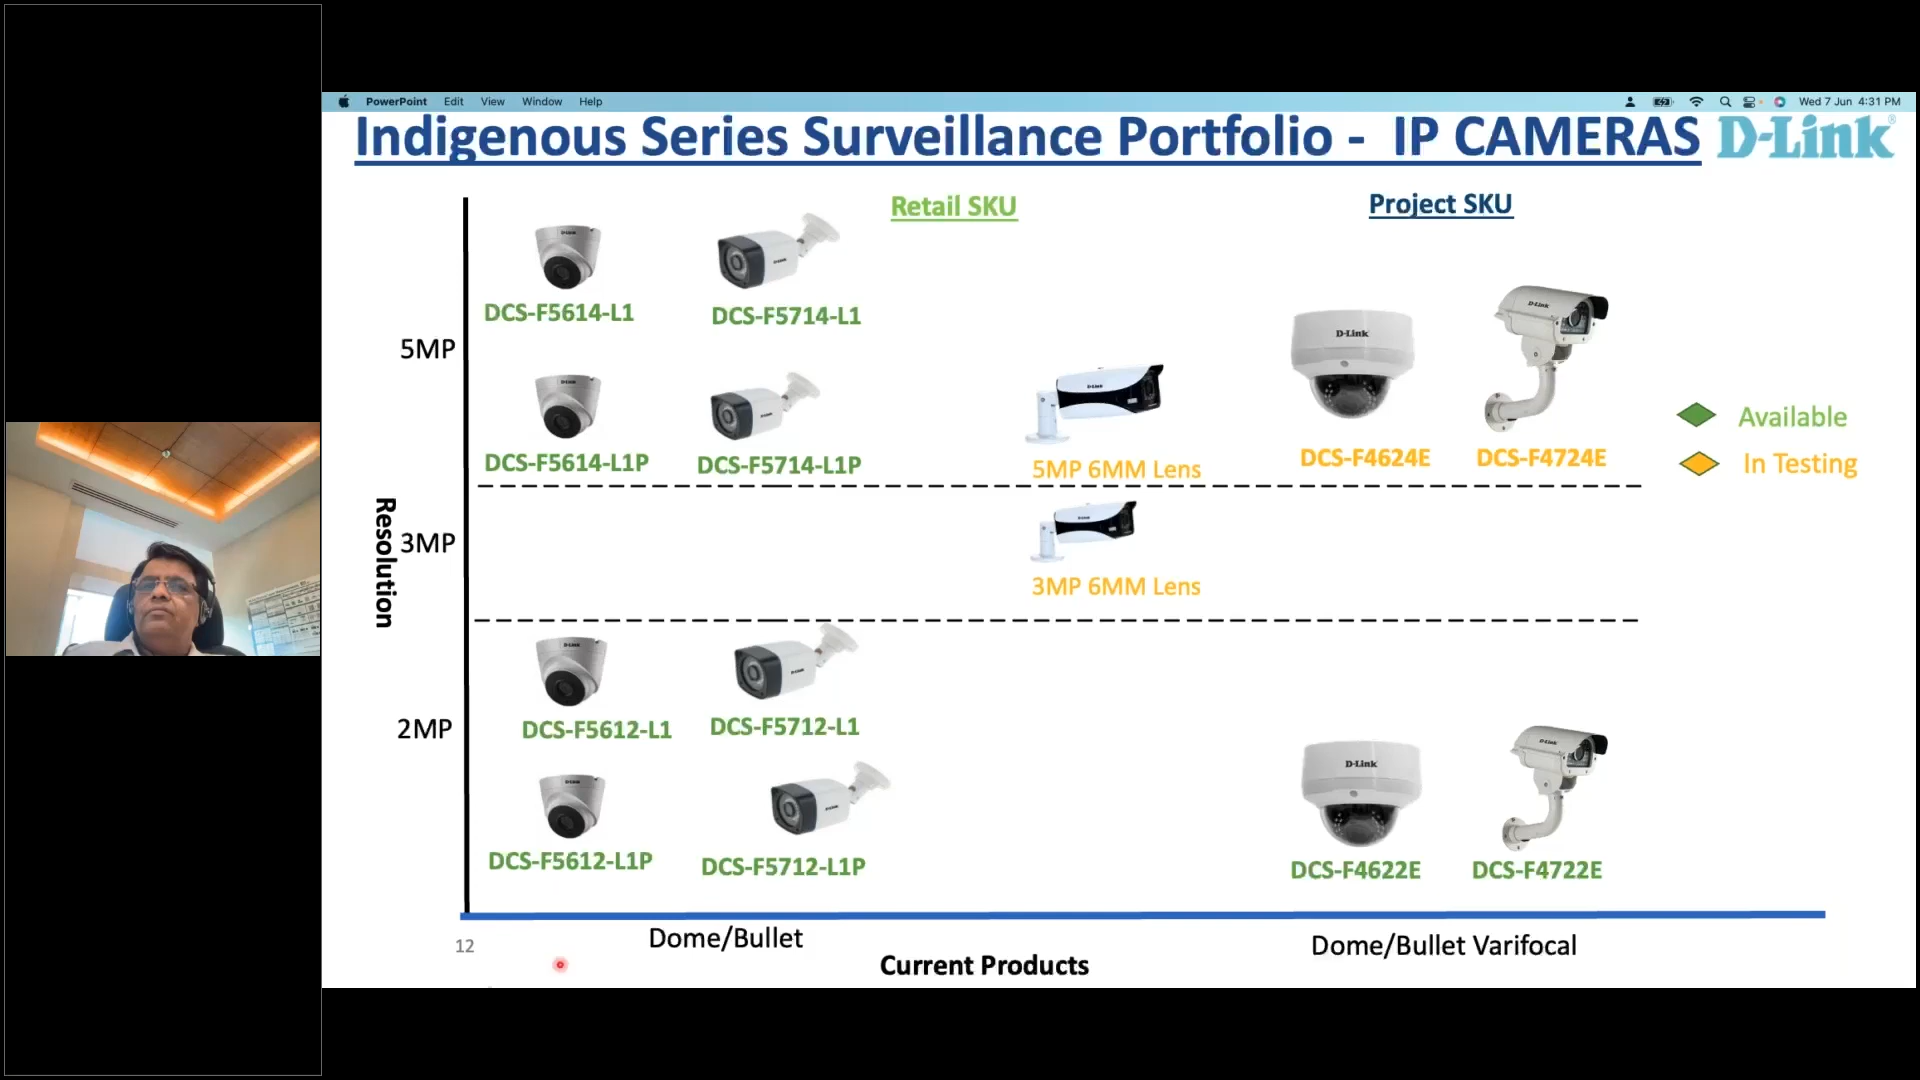 PowerPoint Edit View Window Help
Wed 7 Jun 4:31 PM
Indigenous Series Surveillance Portfolio - IP CAMERAS
D-Link
Retail SKU
Project SKU
DCS-F5614-L1
DCS-F5714-L1
5MP
D-Link
DCS-F5614-L1P
DCS-F5714-L1P
5MP 6MM Lens
DCS-F4624E
DCS-F4724E
Available
In Testing
Resolution
3MP
3MP 6MM Lens
2MP
DCS-F5612-L1
DCS-F5712-L1
D-Link
DCS-F5612-L1P
DCS-F5712-L1P
DCS-F4622E
DCS-F4722E
12
Dome/Bullet
Dome/Bullet Varifocal
Current Products